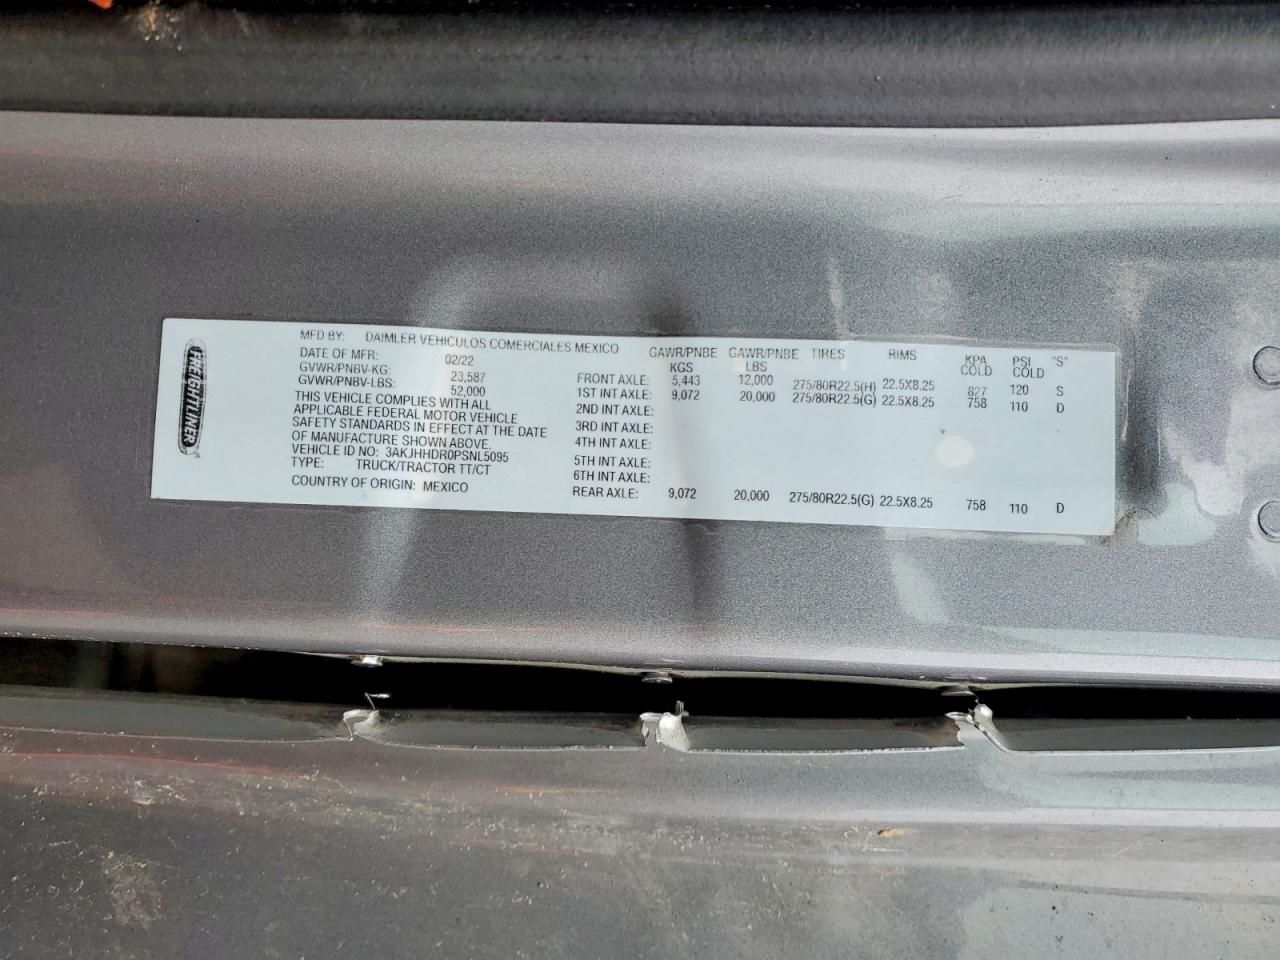 FREIGHTLINER®
MFD BY: DAIMLER VEHICULOS COMERCIALES MEXICO
DATE OF MFR: 02/22
GVWR/PNBV-KG: 23,587
GVWR/PNBV-LBS: 52,000
THIS VEHICLE COMPLIES WITH ALL
APPLICABLE FEDERAL MOTOR VEHICLE
SAFETY STANDARDS IN EFFECT AT THE DATE
OF MANUFACTURE SHOWN ABOVE.
VEHICLE ID NO: 3AKJHHDR0PSNL5095
TYPE: TRUCK/TRACTOR TT/CT
COUNTRY OF ORIGIN: MEXICO
GAWR/PNBE KGS GAWR/PNBE LBS TIRES RIMS KPA COLD PSI COLD "S"
FRONT AXLE: 5,443 12,000 275/80R22.5(H) 22.5X8.25 827 120 S
1ST INT AXLE: 9,072 20,000 275/80R22.5(G) 22.5X8.25 758 110 D
2ND INT AXLE:
3RD INT AXLE:
4TH INT AXLE:
5TH INT AXLE:
6TH INT AXLE:
REAR AXLE: 9,072 20,000 275/80R22.5(G) 22.5X8.25 758 110 D